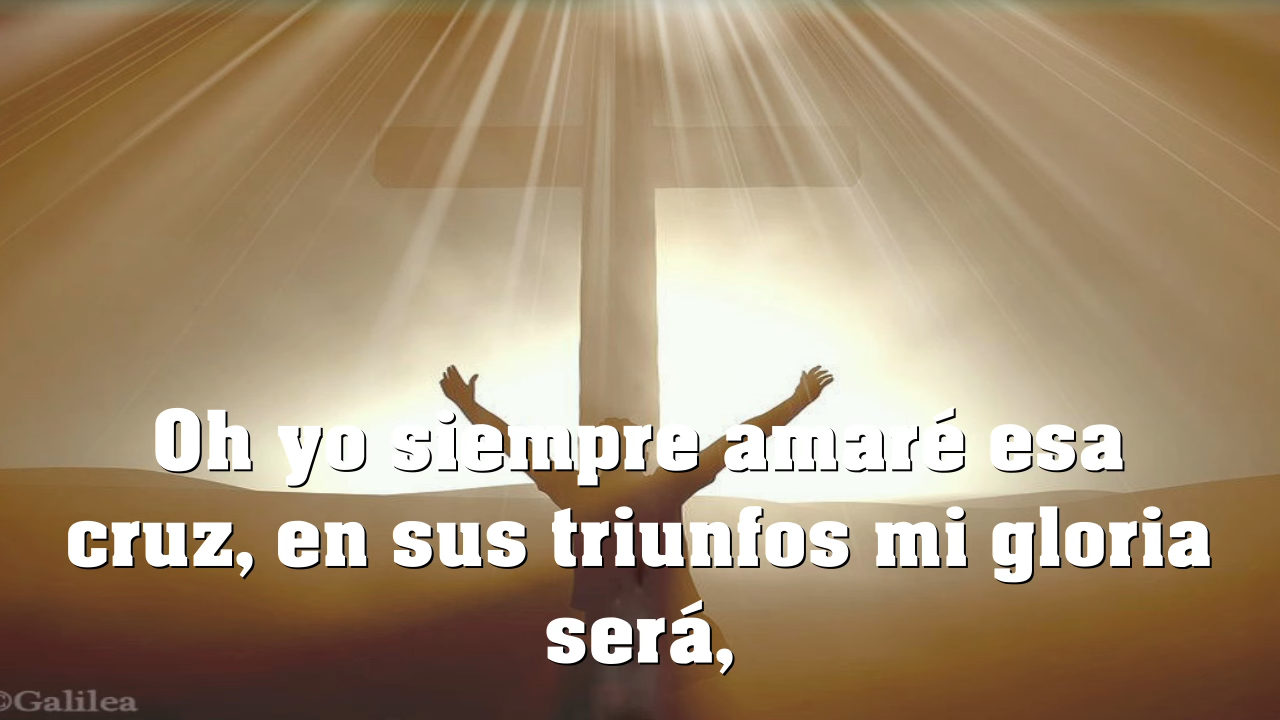 Oh yo siempre amaré esa
cruz, en sus triunfos mi gloria
será,
©Galilea